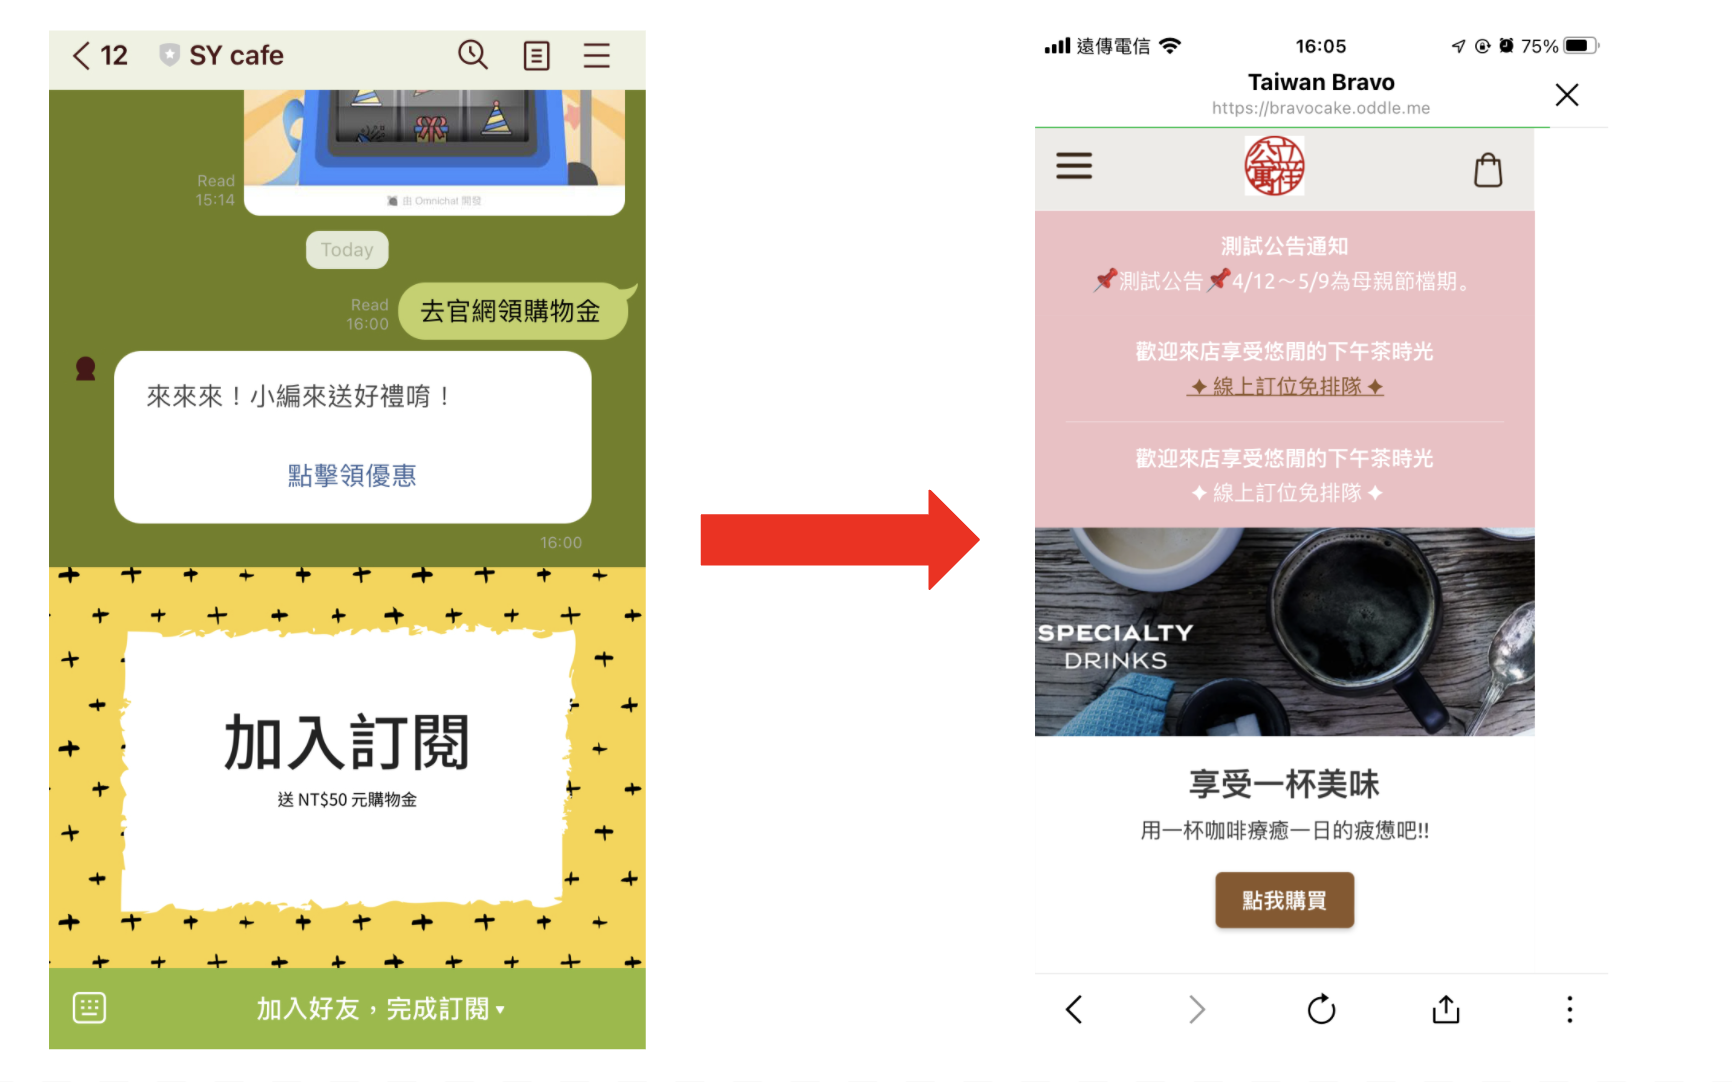 12 SY cafe
Read
15:14
由 Omnichat 開發
Today
Read
16:00
去官網領購物金
來來來！小編來送好禮唷！
點擊領優惠
16:00
加入訂閱
送 NT$50 元購物金
加入好友，完成訂閱▾
遠傳電信 16:05 75%
Taiwan Bravo
https://bravocake.oddle.me
公立
寓祥
測試公告通知
📌測試公告📌4/12～5/9為母親節檔期。
歡迎來店享受悠閒的下午茶時光
✦ 線上訂位免排隊 ✦
歡迎來店享受悠閒的下午茶時光
✦ 線上訂位免排隊 ✦
SPECIALTY
DRINKS
享受一杯美味
用一杯咖啡療癒一日的疲憊吧!!
點我購買